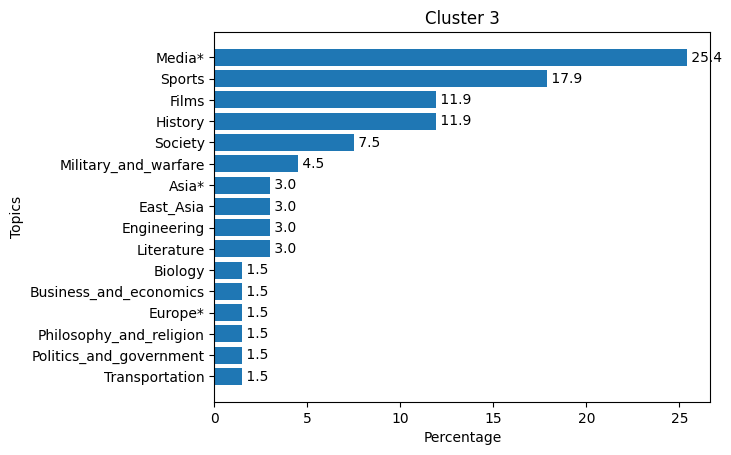 Cluster 3
Topics
Media* 25.4
Sports 17.9
Films 11.9
History 11.9
Society 7.5
Military_and_warfare 4.5
Asia* 3.0
East_Asia 3.0
Engineering 3.0
Literature 3.0
Biology 1.5
Business_and_economics 1.5
Europe* 1.5
Philosophy_and_religion 1.5
Politics_and_government 1.5
Transportation 1.5
0 5 10 15 20 25
Percentage